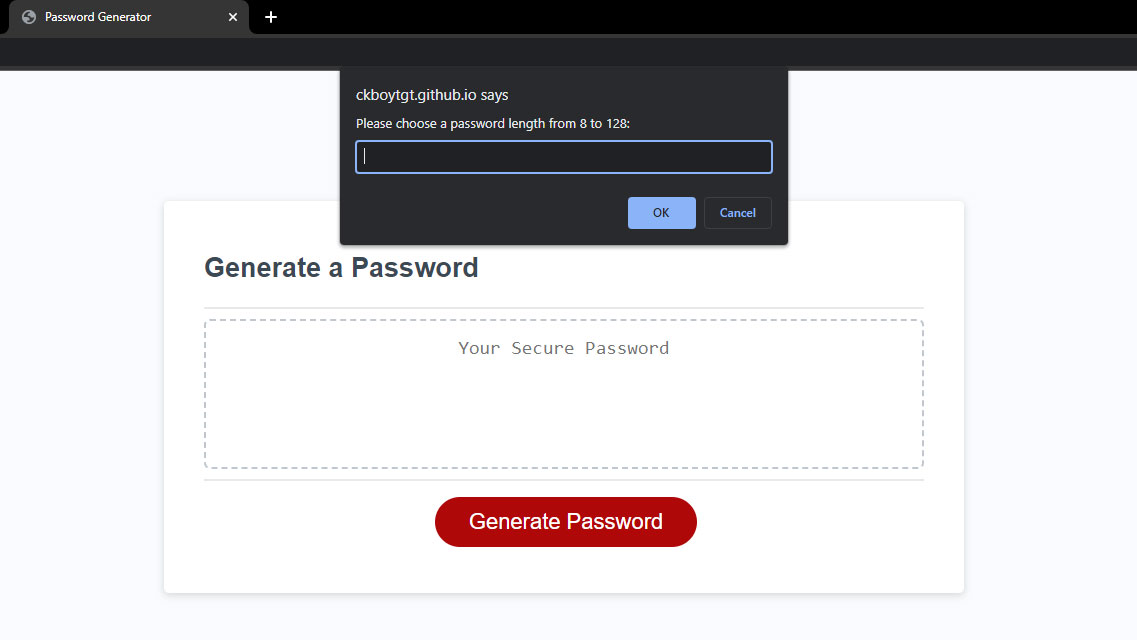 Password Generator
ckboytgt.github.io says
Please choose a password length from 8 to 128:
OK Cancel
Generate a Password
Your Secure Password
Generate Password